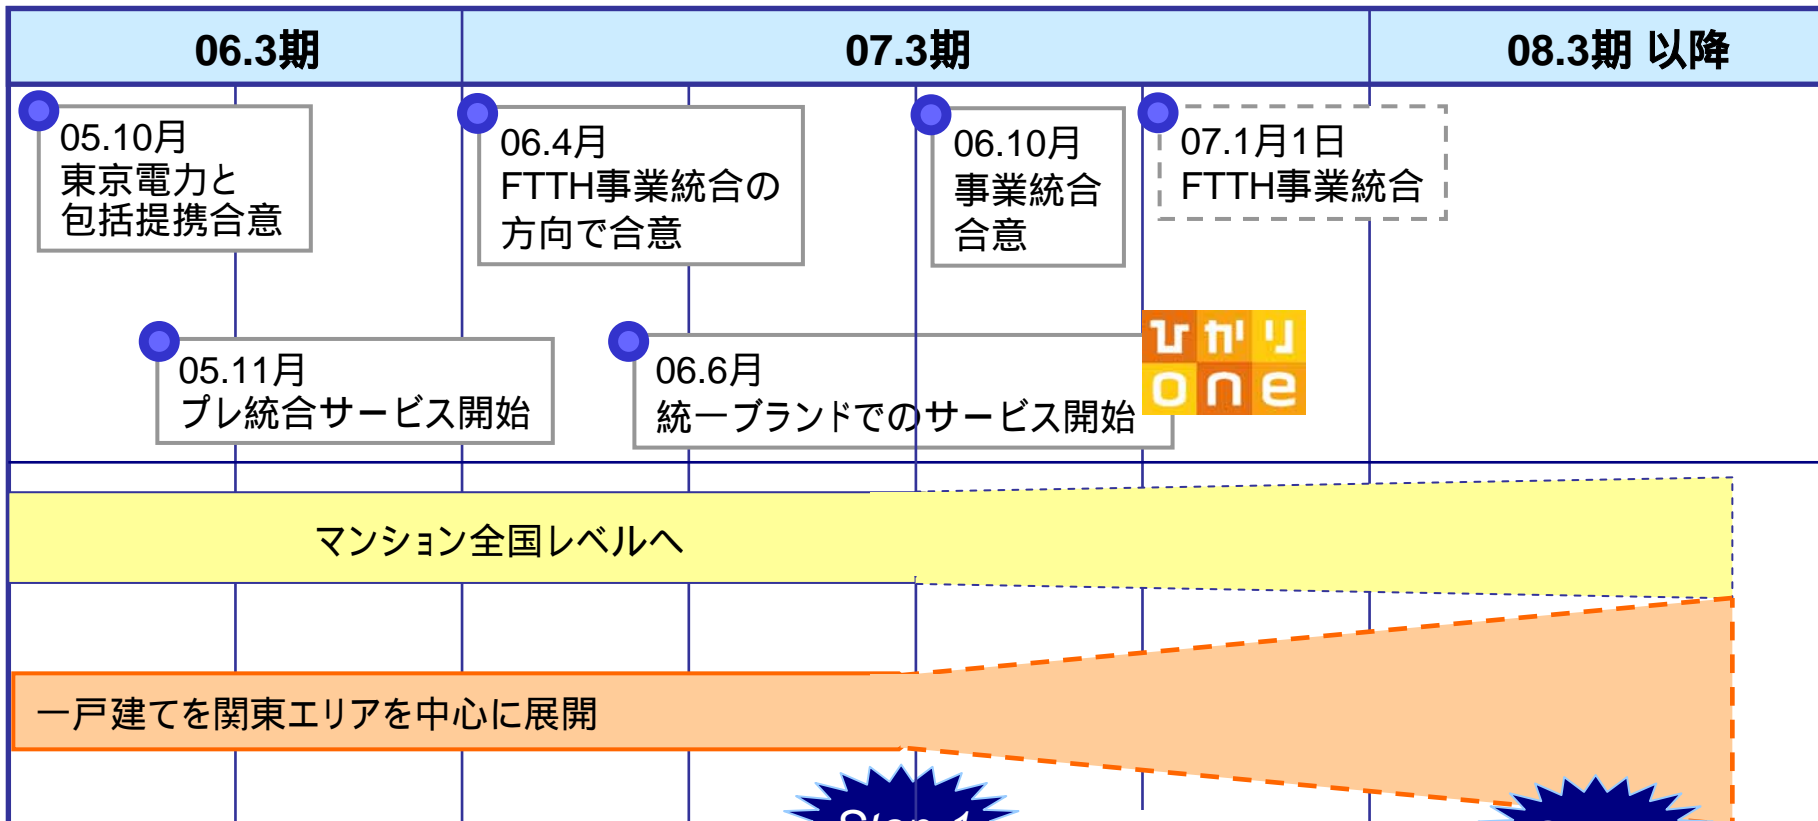 06.3期
07.3期
08.3期 以降
05.10月
東京電力と
包括提携合意
06.4月
FTTH事業統合の
方向で合意
06.10月
事業統合
合意
07.1月1日
FTTH事業統合
05.11月
プレ統合サービス開始
06.6月
統一ブランドでのサービス開始
ひかり
one
マンション全国レベルへ
一戸建てを関東エリアを中心に展開
Step 1